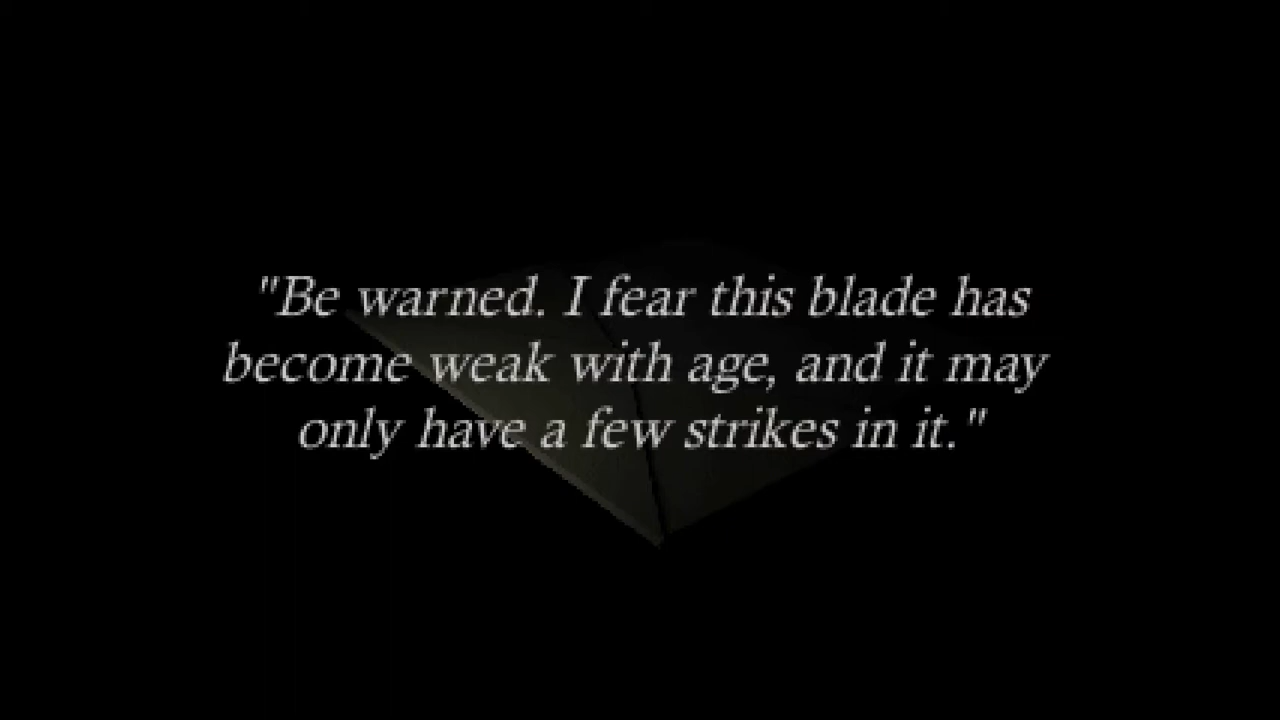 "Be warned. I fear this blade has
become weak with age, and it may
only have a few strikes in it."